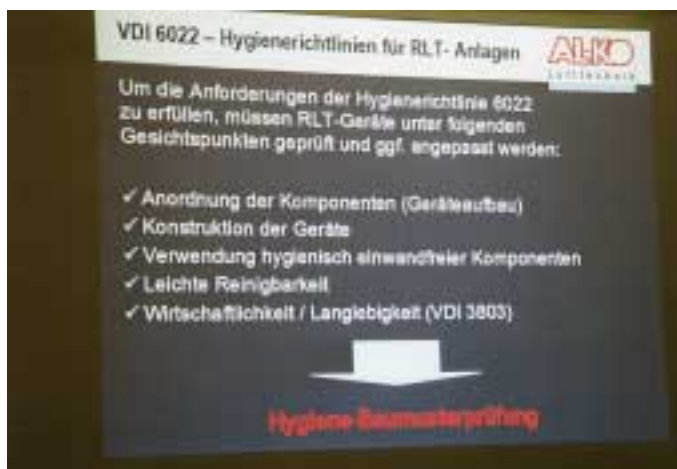 VDI 6022 – Hygienerichtlinien für RLT- Anlagen
AL-KO
Lufttechnik
Um die Anforderungen der Hygienerichtlinie 6022
zu erfüllen, müssen RLT-Geräte unter folgenden
Gesichtspunkten geprüft und ggf. angepasst werden:
✓ Anordnung der Komponenten (Geräteaufbau)
✓ Konstruktion der Geräte
✓ Verwendung hygienisch einwandfreier Komponenten
✓ Leichte Reinigbarkeit
✓ Wirtschaftlichkeit / Langlebigkeit (VDI 3803)
Hygiene-Baumusterprüfung